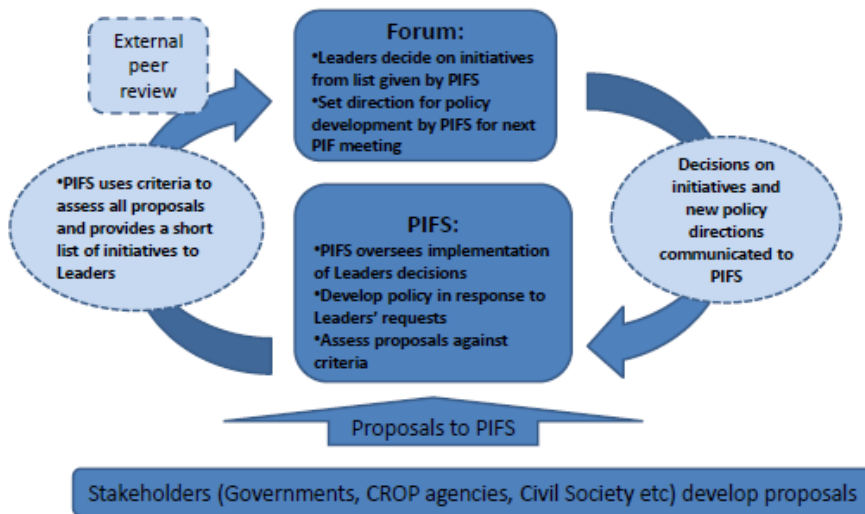 External
peer
review
Forum:
•Leaders decide on initiatives
from list given by PIFS
•Set direction for policy
development by PIFS for next
PIF meeting
•PIFS uses criteria to
assess all proposals
and provides a short
list of initiatives to
Leaders
Decisions on
initiatives and
new policy
directions
communicated to
PIFS
PIFS:
•PIFS oversees implementation
of Leaders decisions
•Develop policy in response to
Leaders' requests
•Assess proposals against
criteria
Proposals to PIFS
Stakeholders (Governments, CROP agencies, Civil Society etc) develop proposals